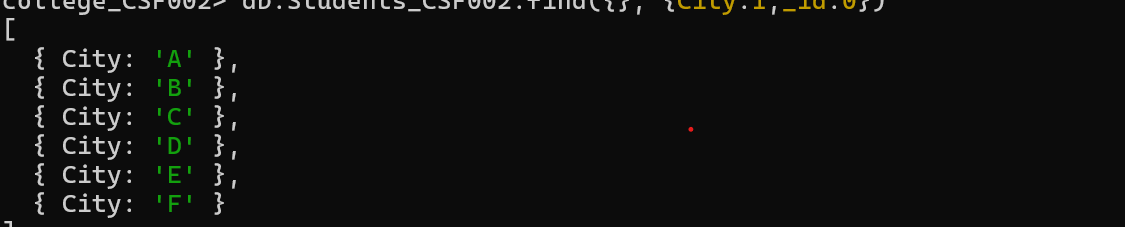 college_CSF002> db.Students_CSF002.find({}, {City:1,_id:0})
[
  { City: 'A' },
  { City: 'B' },
  { City: 'C' },
  { City: 'D' },
  { City: 'E' },
  { City: 'F' }
]